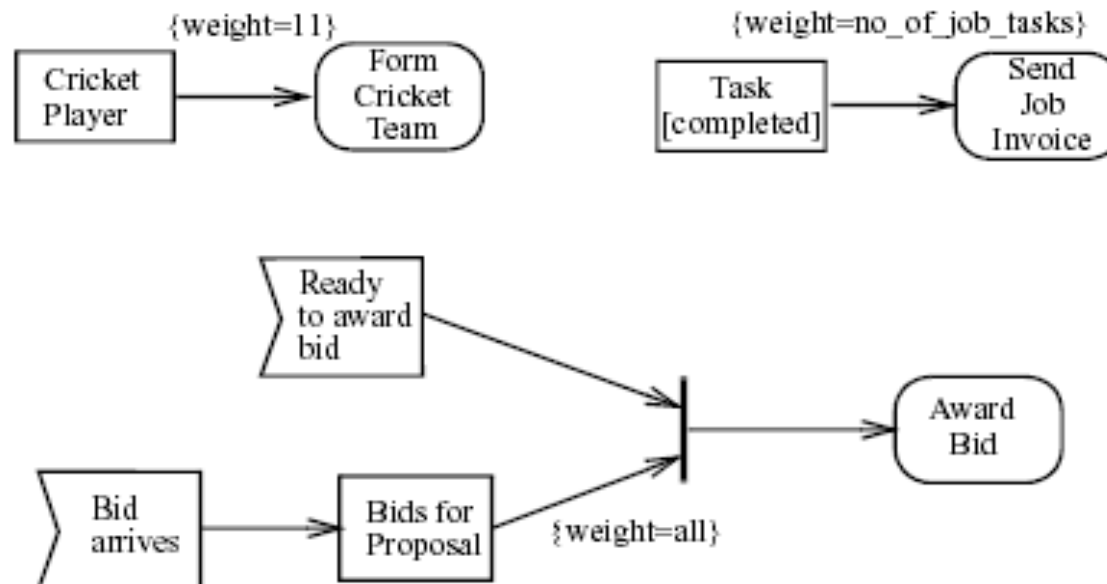 {weight=11}
Cricket
Player
Form
Cricket
Team
{weight=no_of_job_tasks}
Task
[completed]
Send
Job
Invoice
Ready
to award
bid
Award
Bid
Bid
arrives
Bids for
Proposal
{weight=all}